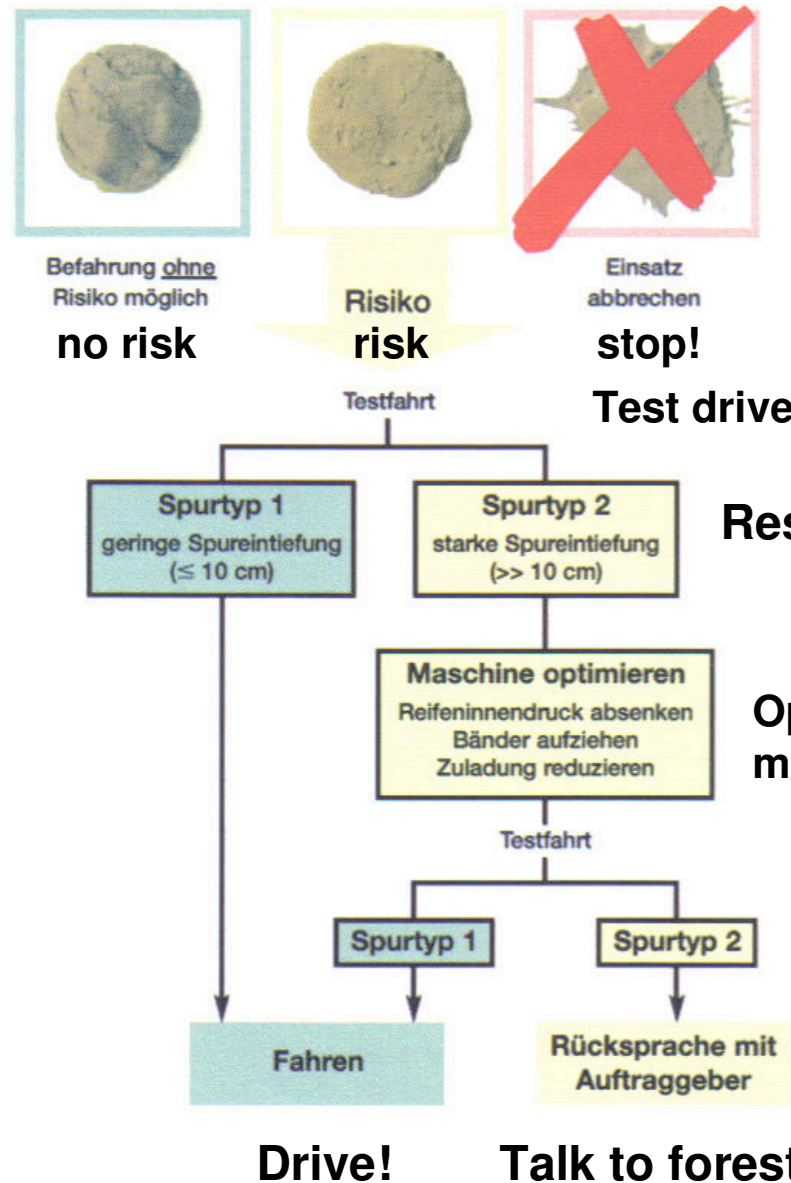 Befahrung ohne
Risiko möglich
Risiko
Einsatz
abbrechen
no risk
risk
stop!
Testfahrt
Test drive
Spurtyp 1
geringe Spureintiefung
(≤ 10 cm)
Spurtyp 2
starke Spureintiefung
(>> 10 cm)
Res
Maschine optimieren
Reifeninnendruck absenken
Bänder aufziehen
Zuladung reduzieren
Op
m
Testfahrt
Spurtyp 1
Spurtyp 2
Fahren
Rücksprache mit
Auftraggeber
Drive!
Talk to forest